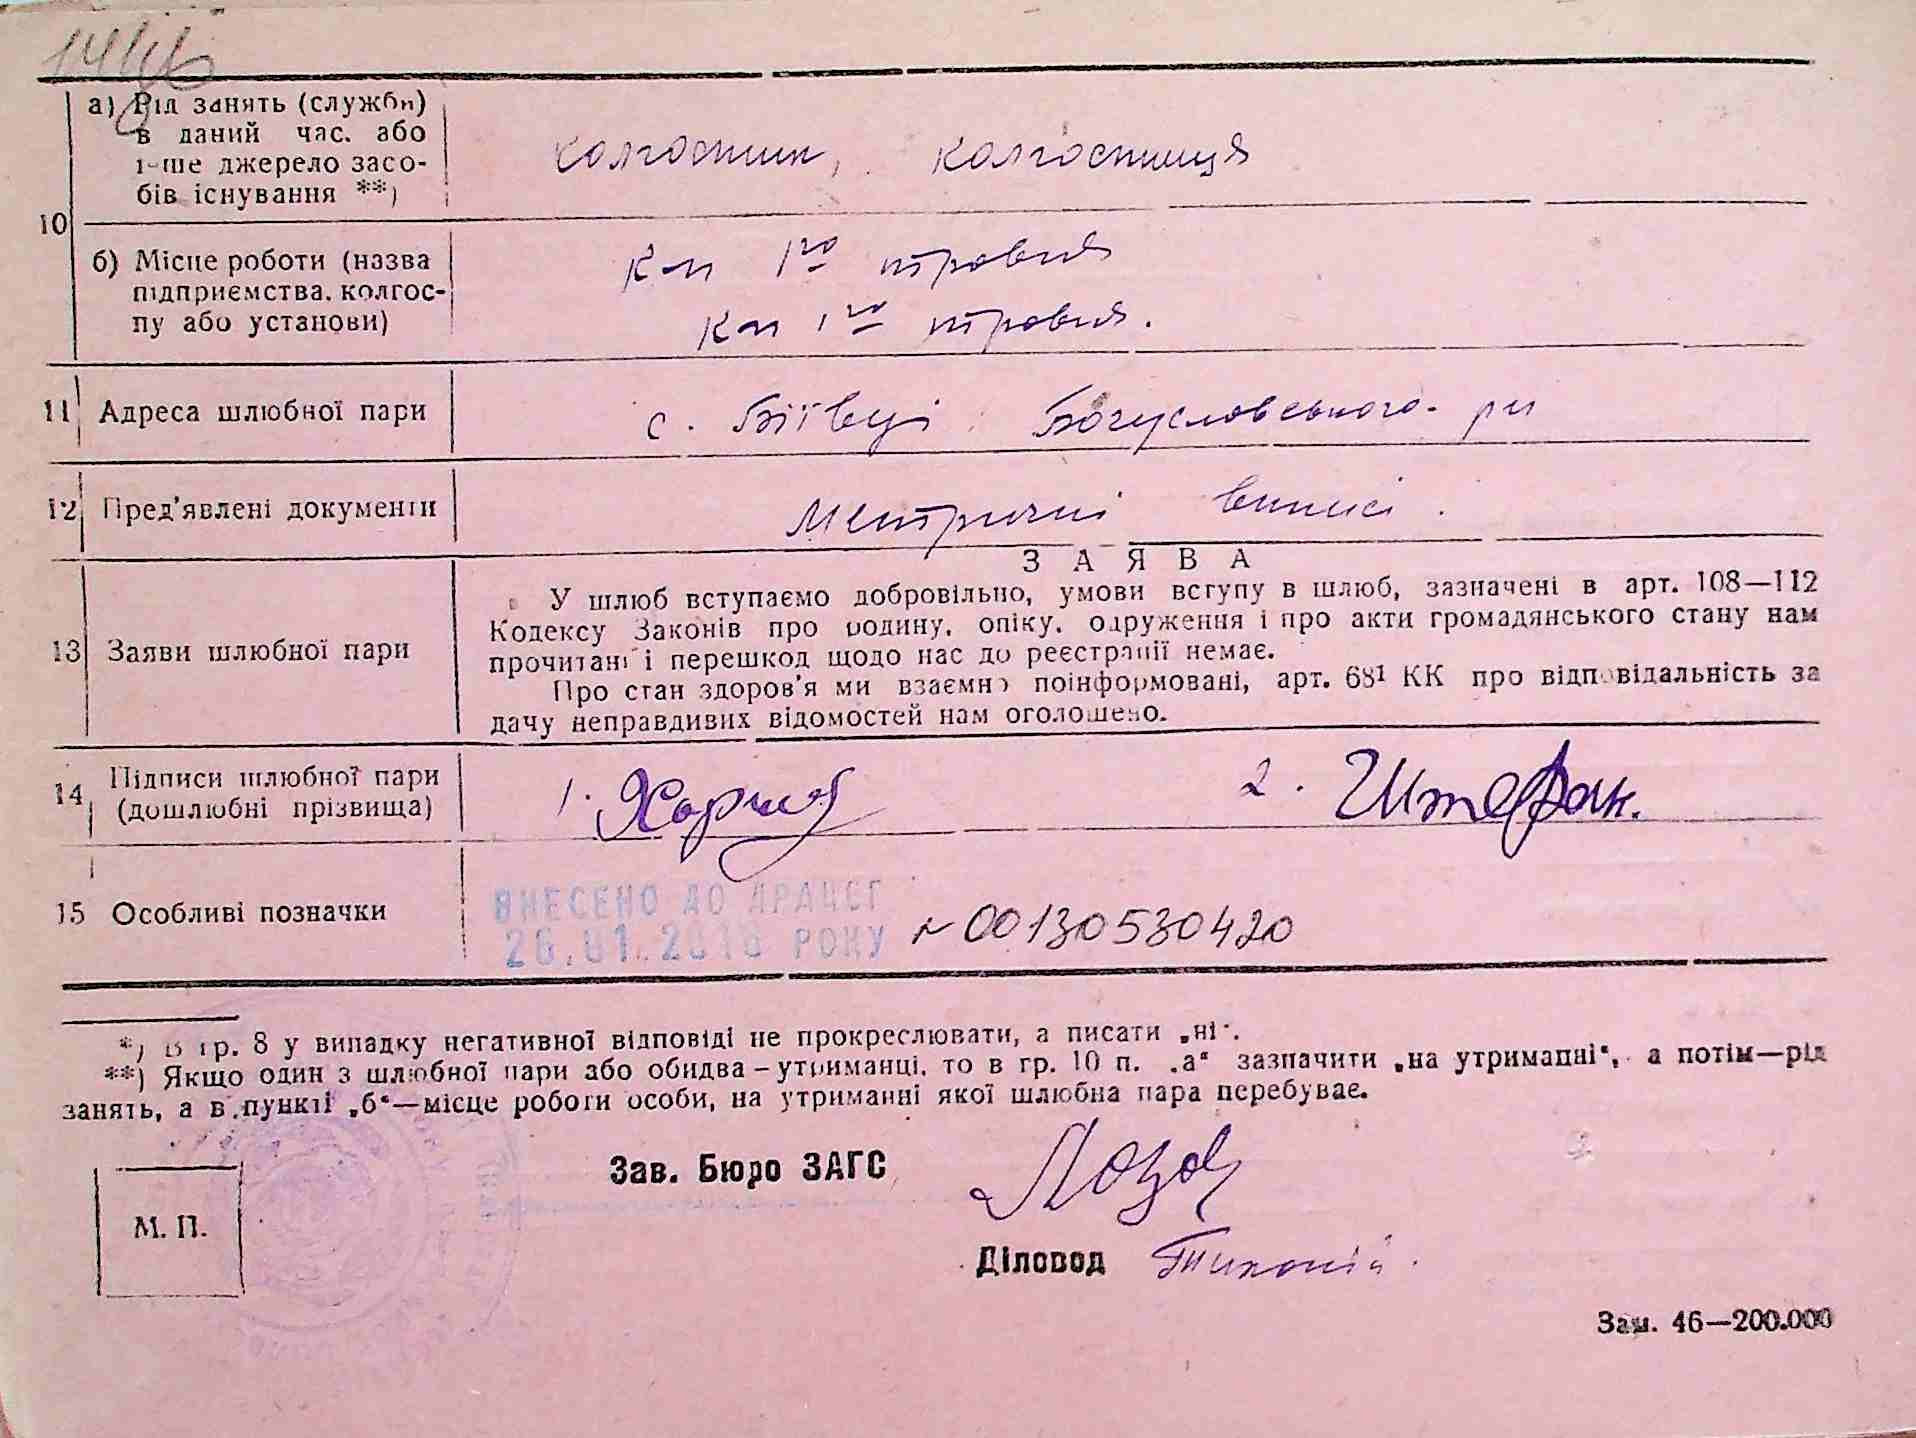 10 а) Рід занять (служби)
в даний час. або
інше джерело засо-
бів існування **)
колгоспник, колгоспниця
б) Місце роботи (назва
підприємства, колгос-
пу або установи)
к-п 1го травня
к-п 1го травня.
11 Адреса шлюбної пари
с. Бітвці Богуславського р-н
12 Пред'явлені документи
Метричні виписі.
ЗАЯВА
13 Заяви шлюбної пари
У шлюб вступаємо добровільно, умови вступу в шлюб, зазначені в арт. 108—112
Кодексу Законів про родину, опіку, одруження і про акти громадянського стану нам
прочитані і перешкод щодо нас до реєстрації немає.
Про стан здоров'я ми взаємно поінформовані, арт. 68¹ КК про відповідальність за
дачу неправдивих відомостей нам оголошено.
14 Підписи шлюбної пари
(дошлюбні прізвища)
1. 2. Штефак.
15 Особливі позначки
ВНЕСЕНО ДО ДРАЦСГ
26.01.2018 РОКУ № 00130530420
*) В гр. 8 у випадку негативної відповіді не прокреслювати, а писати „ні“.
**) Якщо один з шлюбної пари або обидва – утриманці, то в гр. 10 п. „а“ зазначити „на утриманні“, а потім—рід
занять, а в пункті „б“—місце роботи особи, на утриманні якої шлюбна пара перебуває.
Зав. Бюро ЗАГС
М. П.
Діловод
Зам. 46—200.000